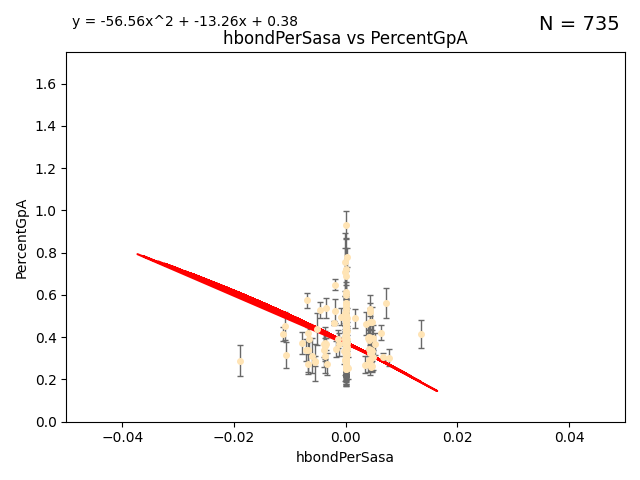 y = -56.56x^2 + -13.26x + 0.38
N = 735
hbondPerSasa vs PercentGpA
1.6
1.4
1.2
1.0
0.8
0.6
0.4
0.2
0.0
PercentGpA
−0.04
−0.02
0.00
0.02
0.04
hbondPerSasa